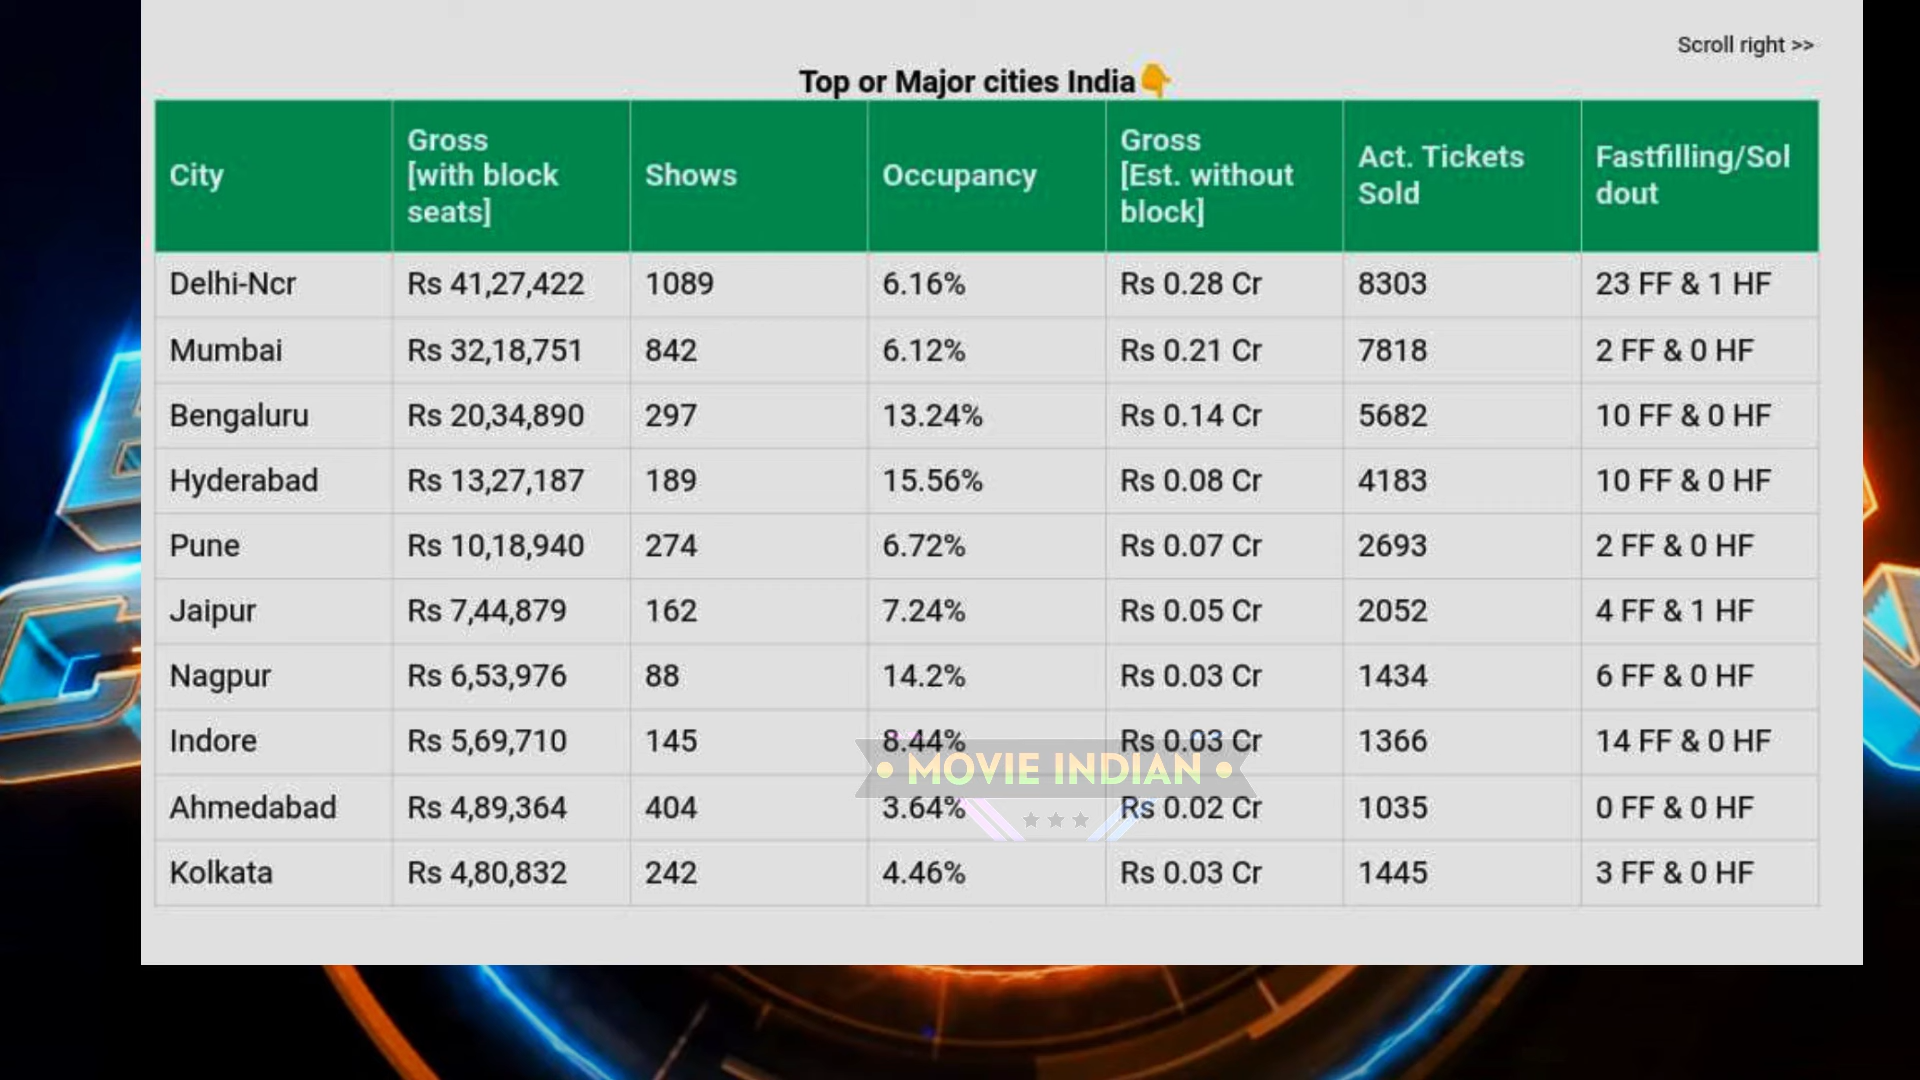 Scroll right >>
Top or Major cities India👇
City | Gross [with block seats] | Shows | Occupancy | Gross [Est. without block] | Act. Tickets Sold | Fastfilling/Soldout
Delhi-Ncr | Rs 41,27,422 | 1089 | 6.16% | Rs 0.28 Cr | 8303 | 23 FF & 1 HF
Mumbai | Rs 32,18,751 | 842 | 6.12% | Rs 0.21 Cr | 7818 | 2 FF & 0 HF
Bengaluru | Rs 20,34,890 | 297 | 13.24% | Rs 0.14 Cr | 5682 | 10 FF & 0 HF
Hyderabad | Rs 13,27,187 | 189 | 15.56% | Rs 0.08 Cr | 4183 | 10 FF & 0 HF
Pune | Rs 10,18,940 | 274 | 6.72% | Rs 0.07 Cr | 2693 | 2 FF & 0 HF
Jaipur | Rs 7,44,879 | 162 | 7.24% | Rs 0.05 Cr | 2052 | 4 FF & 1 HF
Nagpur | Rs 6,53,976 | 88 | 14.2% | Rs 0.03 Cr | 1434 | 6 FF & 0 HF
Indore | Rs 5,69,710 | 145 | 8.44% | Rs 0.03 Cr | 1366 | 14 FF & 0 HF
• MOVIE INDIAN •
Ahmedabad | Rs 4,89,364 | 404 | 3.64% | Rs 0.02 Cr | 1035 | 0 FF & 0 HF
Kolkata | Rs 4,80,832 | 242 | 4.46% | Rs 0.03 Cr | 1445 | 3 FF & 0 HF